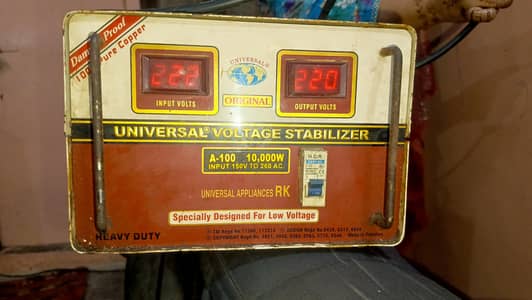 Damp Proof
100% Pure Copper
222
INPUT VOLTS
UNIVERSAL®
ORIGINAL
220
OUTPUT VOLTS
UNIVERSAL® VOLTAGE STABILIZER
A-100 10,000W
INPUT 150V TO 260 AC.
UNIVERSAL APPLIANCES RK
Specially Designed For Low Voltage
HEAVY DUTY